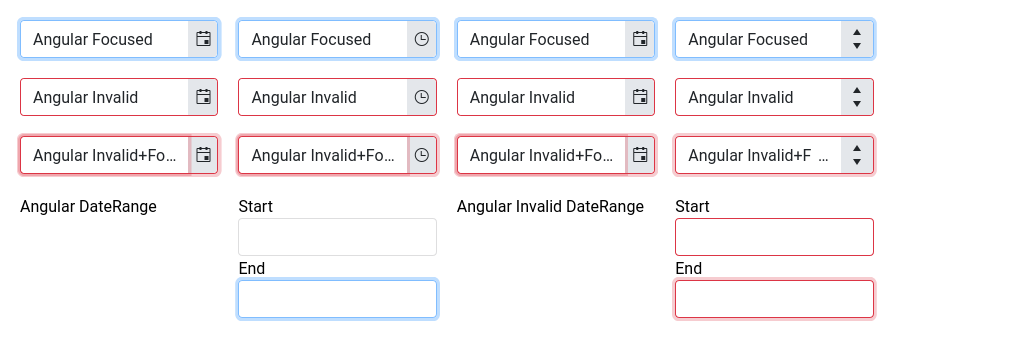 Angular Focused Angular Focused Angular Focused Angular Focused
Angular Invalid Angular Invalid Angular Invalid Angular Invalid
Angular Invalid+Fo... Angular Invalid+Fo... Angular Invalid+Fo... Angular Invalid+F ...
Angular DateRange Start Angular Invalid DateRange Start
End End